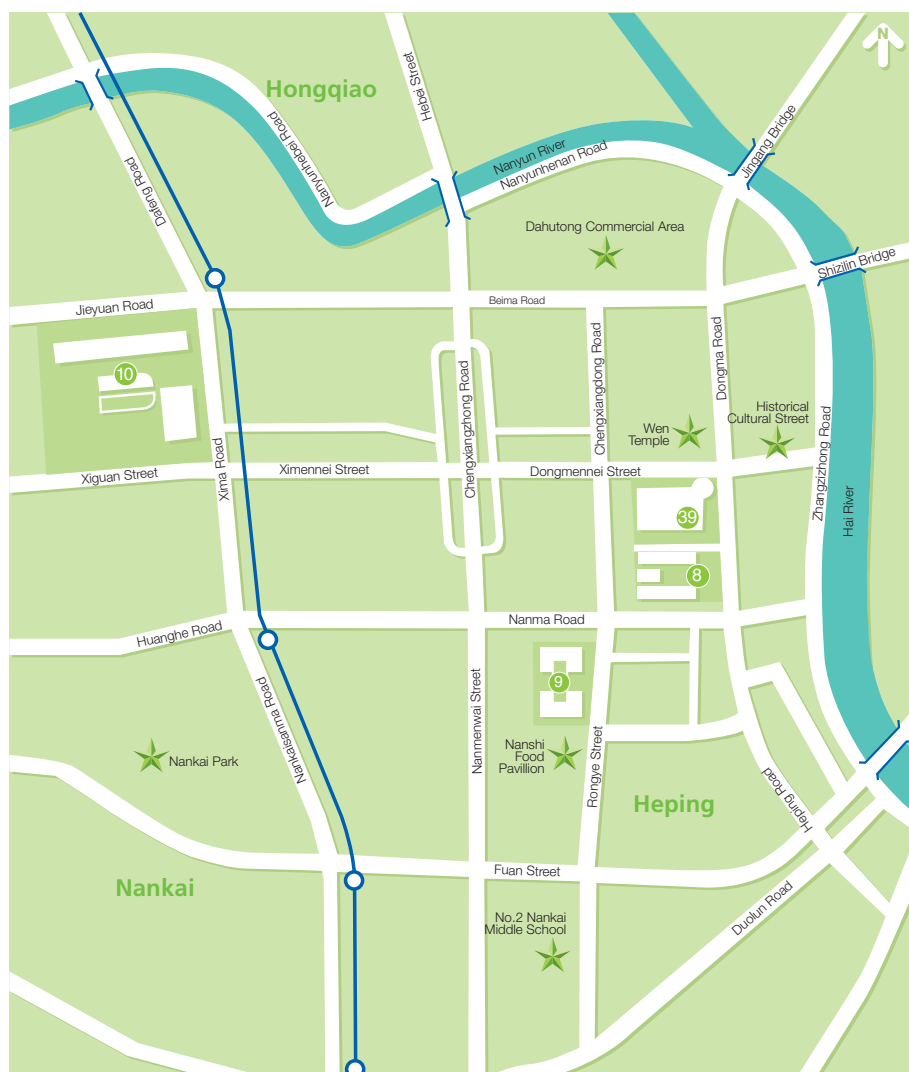 N
Hongqiao
Hebei Street
Nanyunhebei Road
Jingang Bridge
Nanyun River
Nanyunhenan Road
Dafeng Road
Dahutong Commercial Area
Shizilin Bridge
Jieyuan Road
Beima Road
10
Chengxiangzhong Road
Chengxiangdong Road
Dongma Road
Historical
Cultural Street
Wen
Temple
Zhangzizhong Road
Xima Road
Xiguan Street
Ximennei Street
Dongmennei Street
Hai River
39
8
Nanma Road
Huanghe Road
9
Nankaisanma Road
Nanmenwai Street
Nankai Park
Nanshi
Food
Pavillion
Rongye Street
Heping
Heping Road
Fuan Street
Nankai
Duolun Road
No.2 Nankai
Middle School